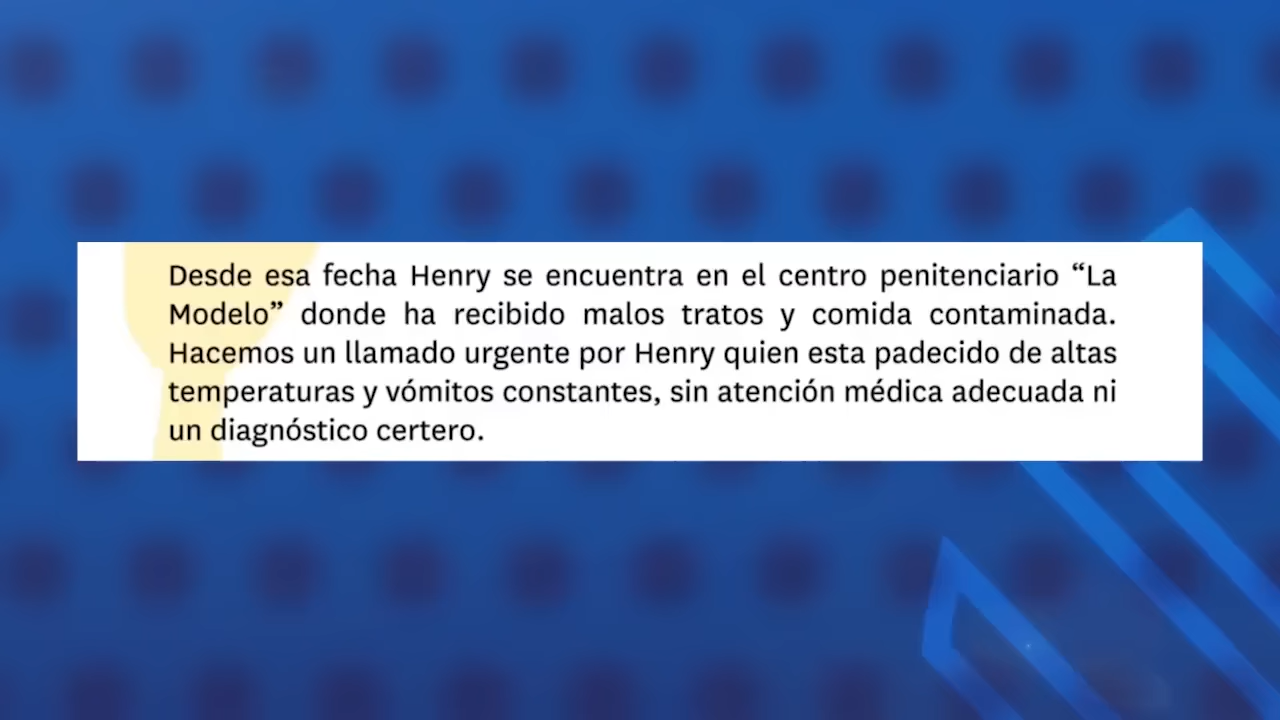 Desde esa fecha Henry se encuentra en el centro penitenciario “La
Modelo” donde ha recibido malos tratos y comida contaminada.
Hacemos un llamado urgente por Henry quien esta padecido de altas
temperaturas y vómitos constantes, sin atención médica adecuada ni
un diagnóstico certero.